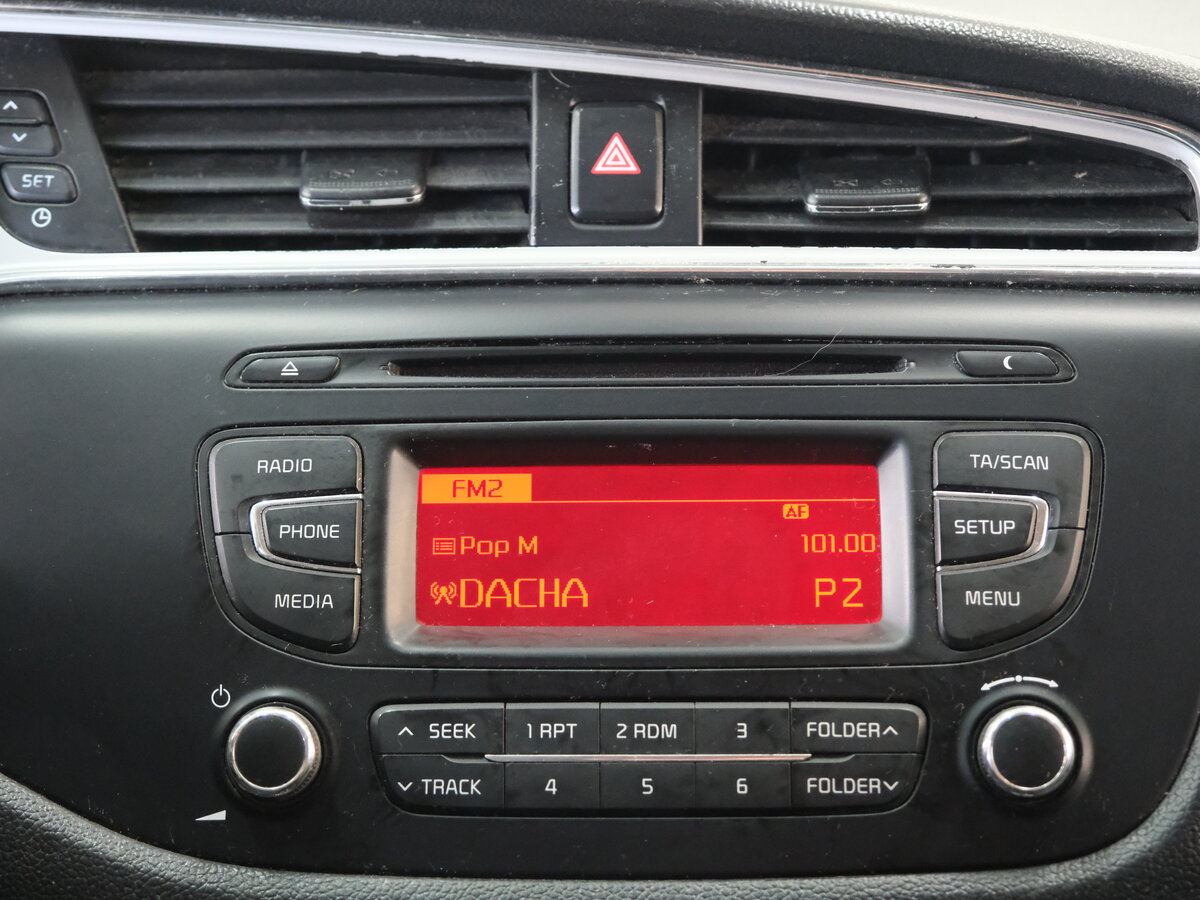 SET
RADIO
PHONE
MEDIA
FM2
AF
Pop M 101.00
DACHA P2
TA/SCAN
SETUP
MENU
SEEK 1 RPT 2 RDM 3 FOLDER
TRACK 4 5 6 FOLDER